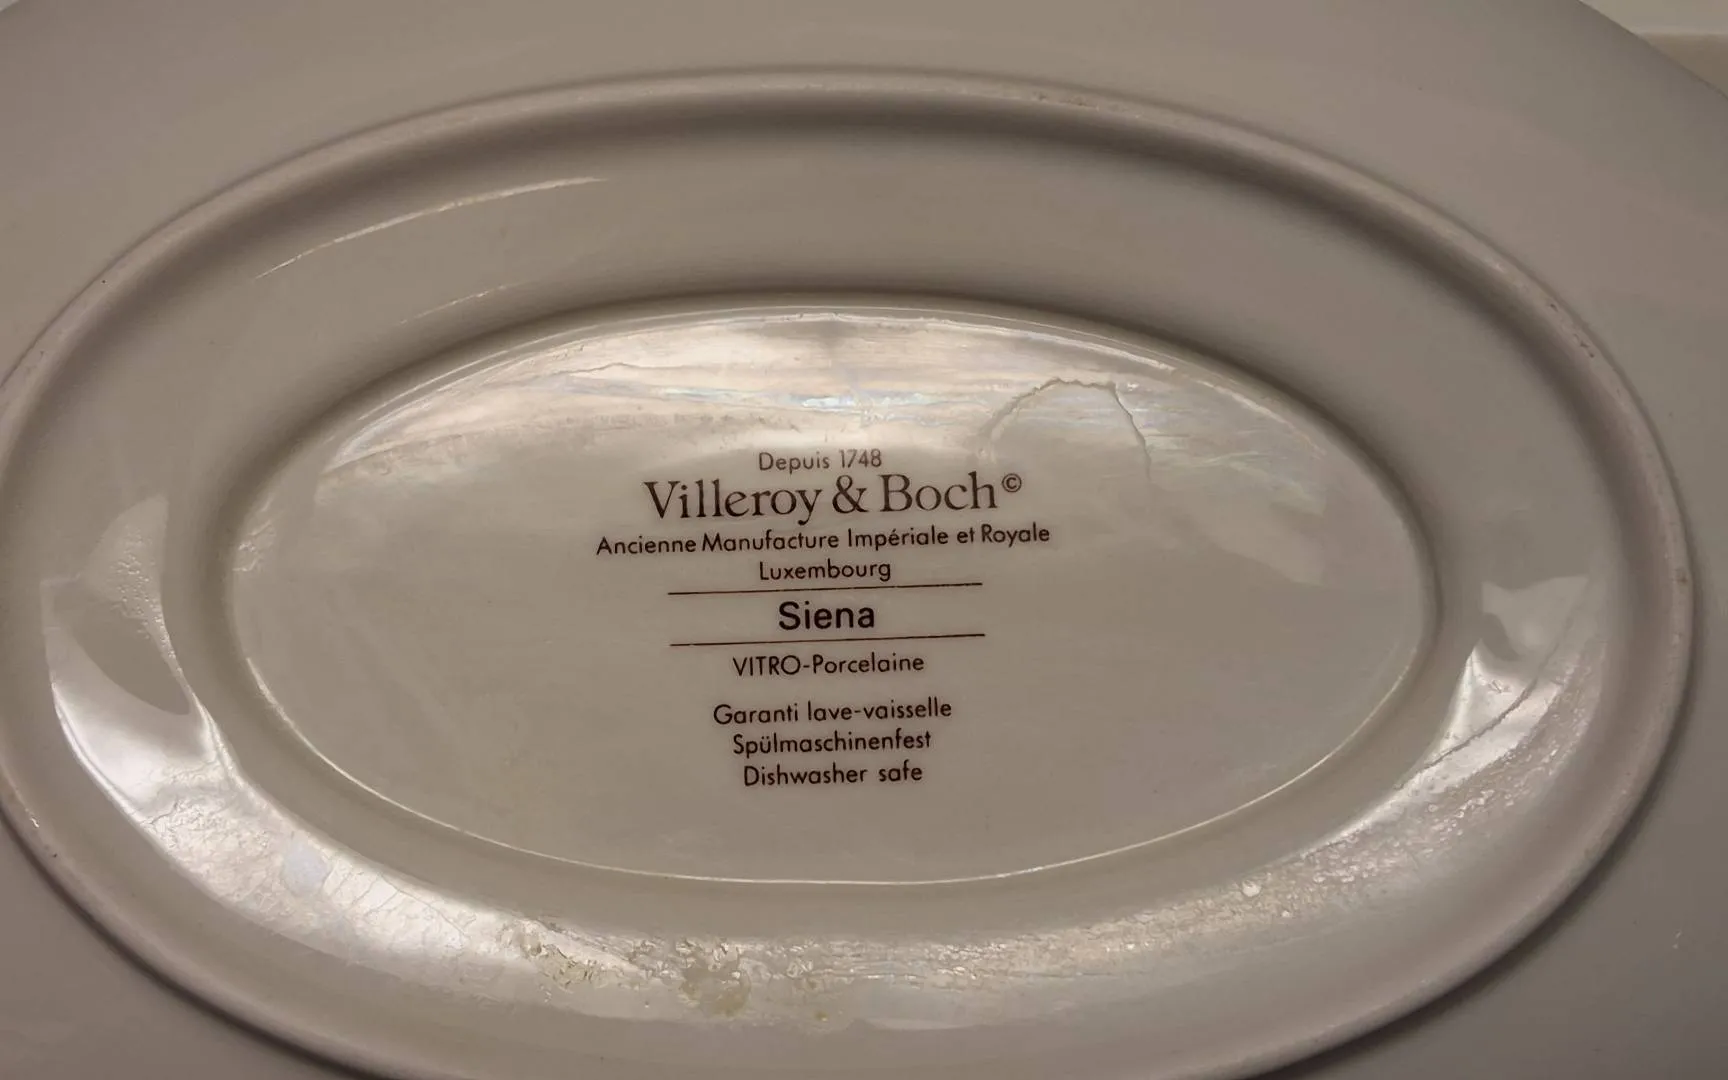 Depuis 1748
Villeroy & Boch©
Ancienne Manufacture Impériale et Royale
Luxembourg
Siena
VITRO-Porcelaine
Garanti lave-vaisselle
Spülmaschinenfest
Dishwasher safe